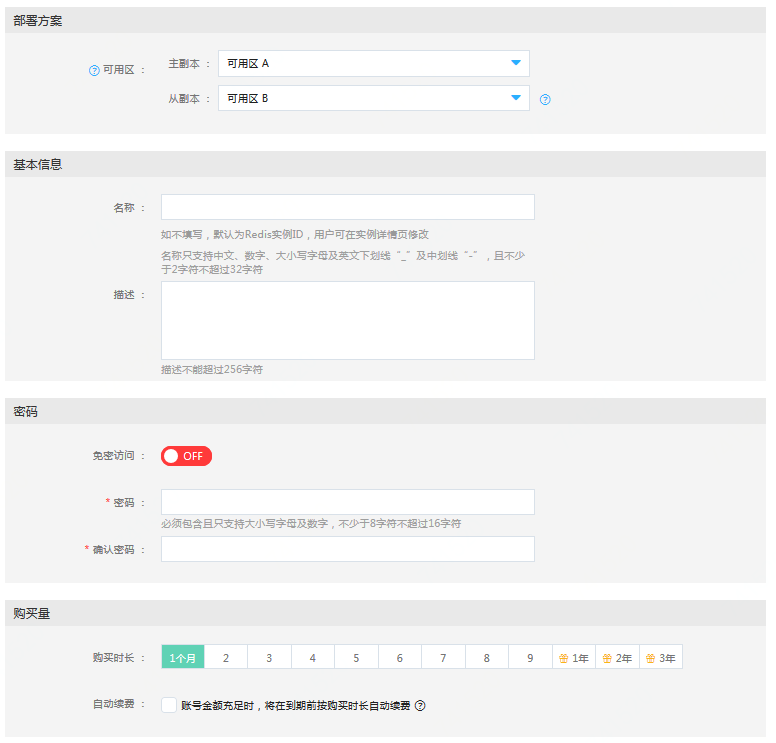 部署方案
可用区 : 主副本 : 可用区 A
从副本 : 可用区 B
基本信息
名称 :
如不填写，默认为Redis实例ID，用户可在实例详情页修改
名称只支持中文、数字、大小写字母及英文下划线“_”及中划线“-”，且不少
于2字符不超过32字符
描述 :
描述不能超过256字符
密码
免密访问 : OFF
* 密码 :
必须包含且只支持大小写字母及数字，不少于8字符不超过16字符
* 确认密码 :
购买量
购买时长 : 1个月 2 3 4 5 6 7 8 9 1年 2年 3年
自动续费 : 账号金额充足时，将在到期前按购买时长自动续费